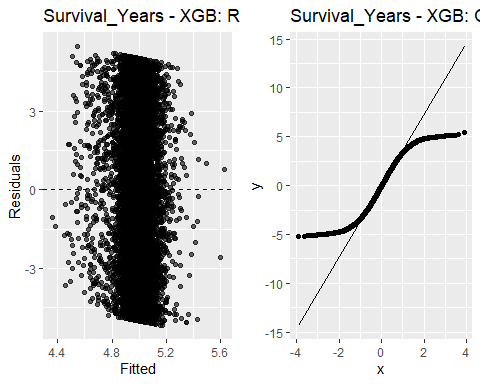 Survival_Years - XGB: R
Residuals
3
0
-3
4.4 4.8 5.2 5.6
Fitted
Survival_Years - XGB:
y
15
10
5
0
-5
-10
-15
-4 -2 0 2 4
x